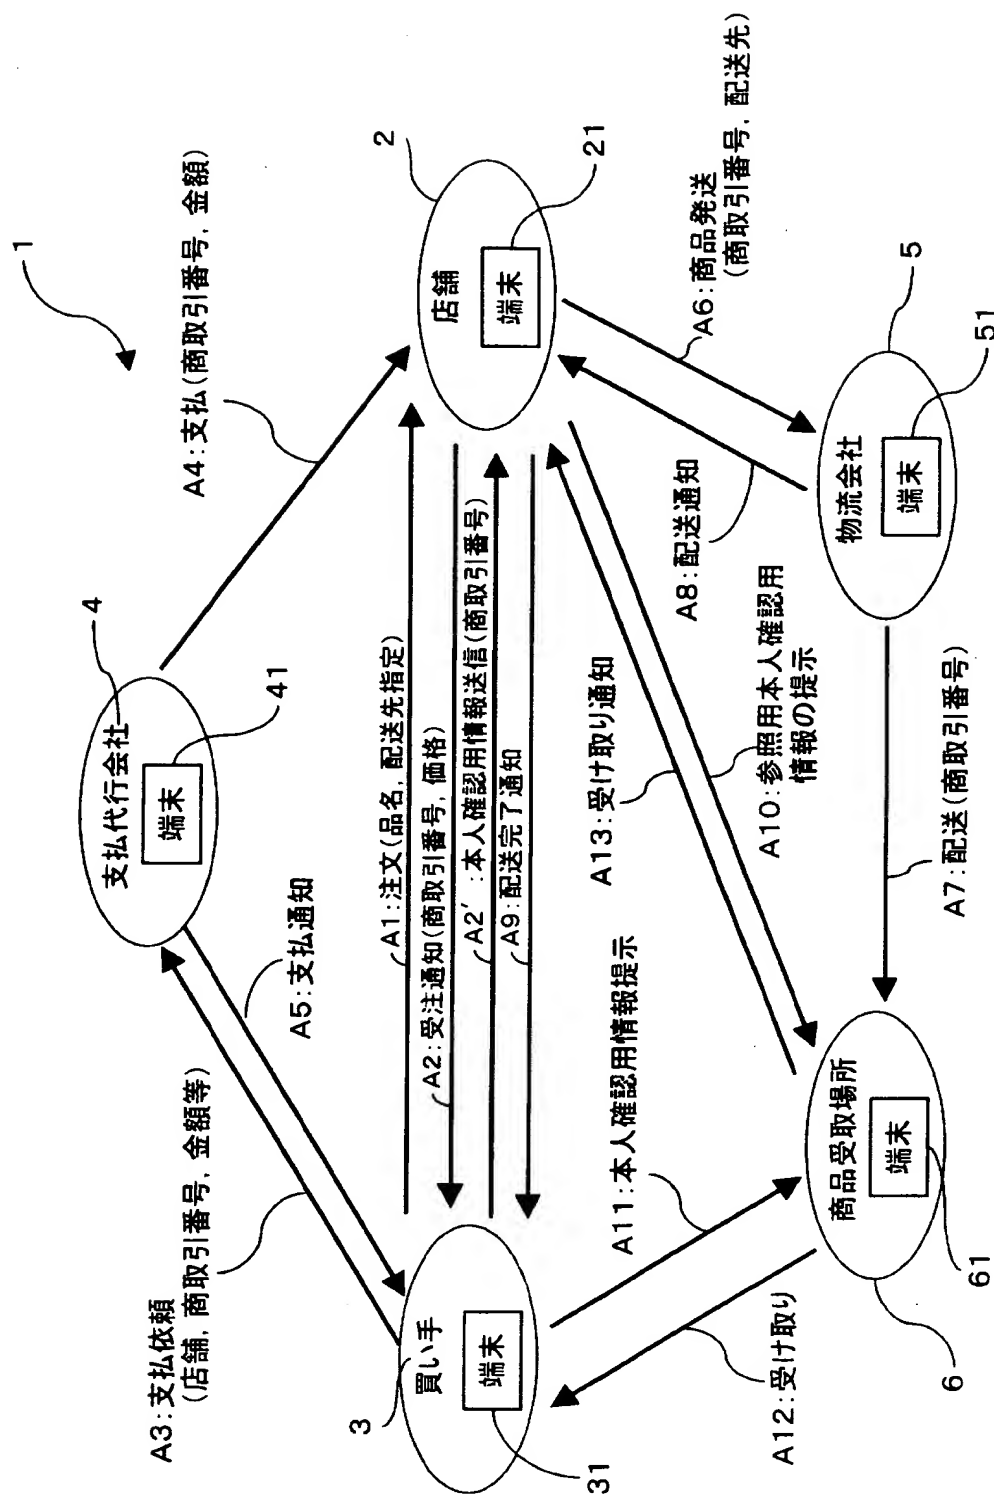 1
A4:支払(商取引番号, 金額)
4
支払代行会社
端末
41
A3:支払依頼
(店舗, 商取引番号, 金額等)
A5:支払通知
2
店舗
端末
21
A1:注文(品名, 配送先指定)
A2:受注通知(商取引番号, 価格)
A2′:本人確認用情報送信(商取引番号)
A9:配送完了通知
3
買い手
端末
31
A6:商品発送
(商取引番号, 配送先)
A8:配送通知
A13:受け取り通知
A10:参照用本人確認用
情報の提示
A11:本人確認用情報提示
A12:受け取り
5
物流会社
端末
51
A7:配送(商取引番号)
商品受取場所
端末
61
6